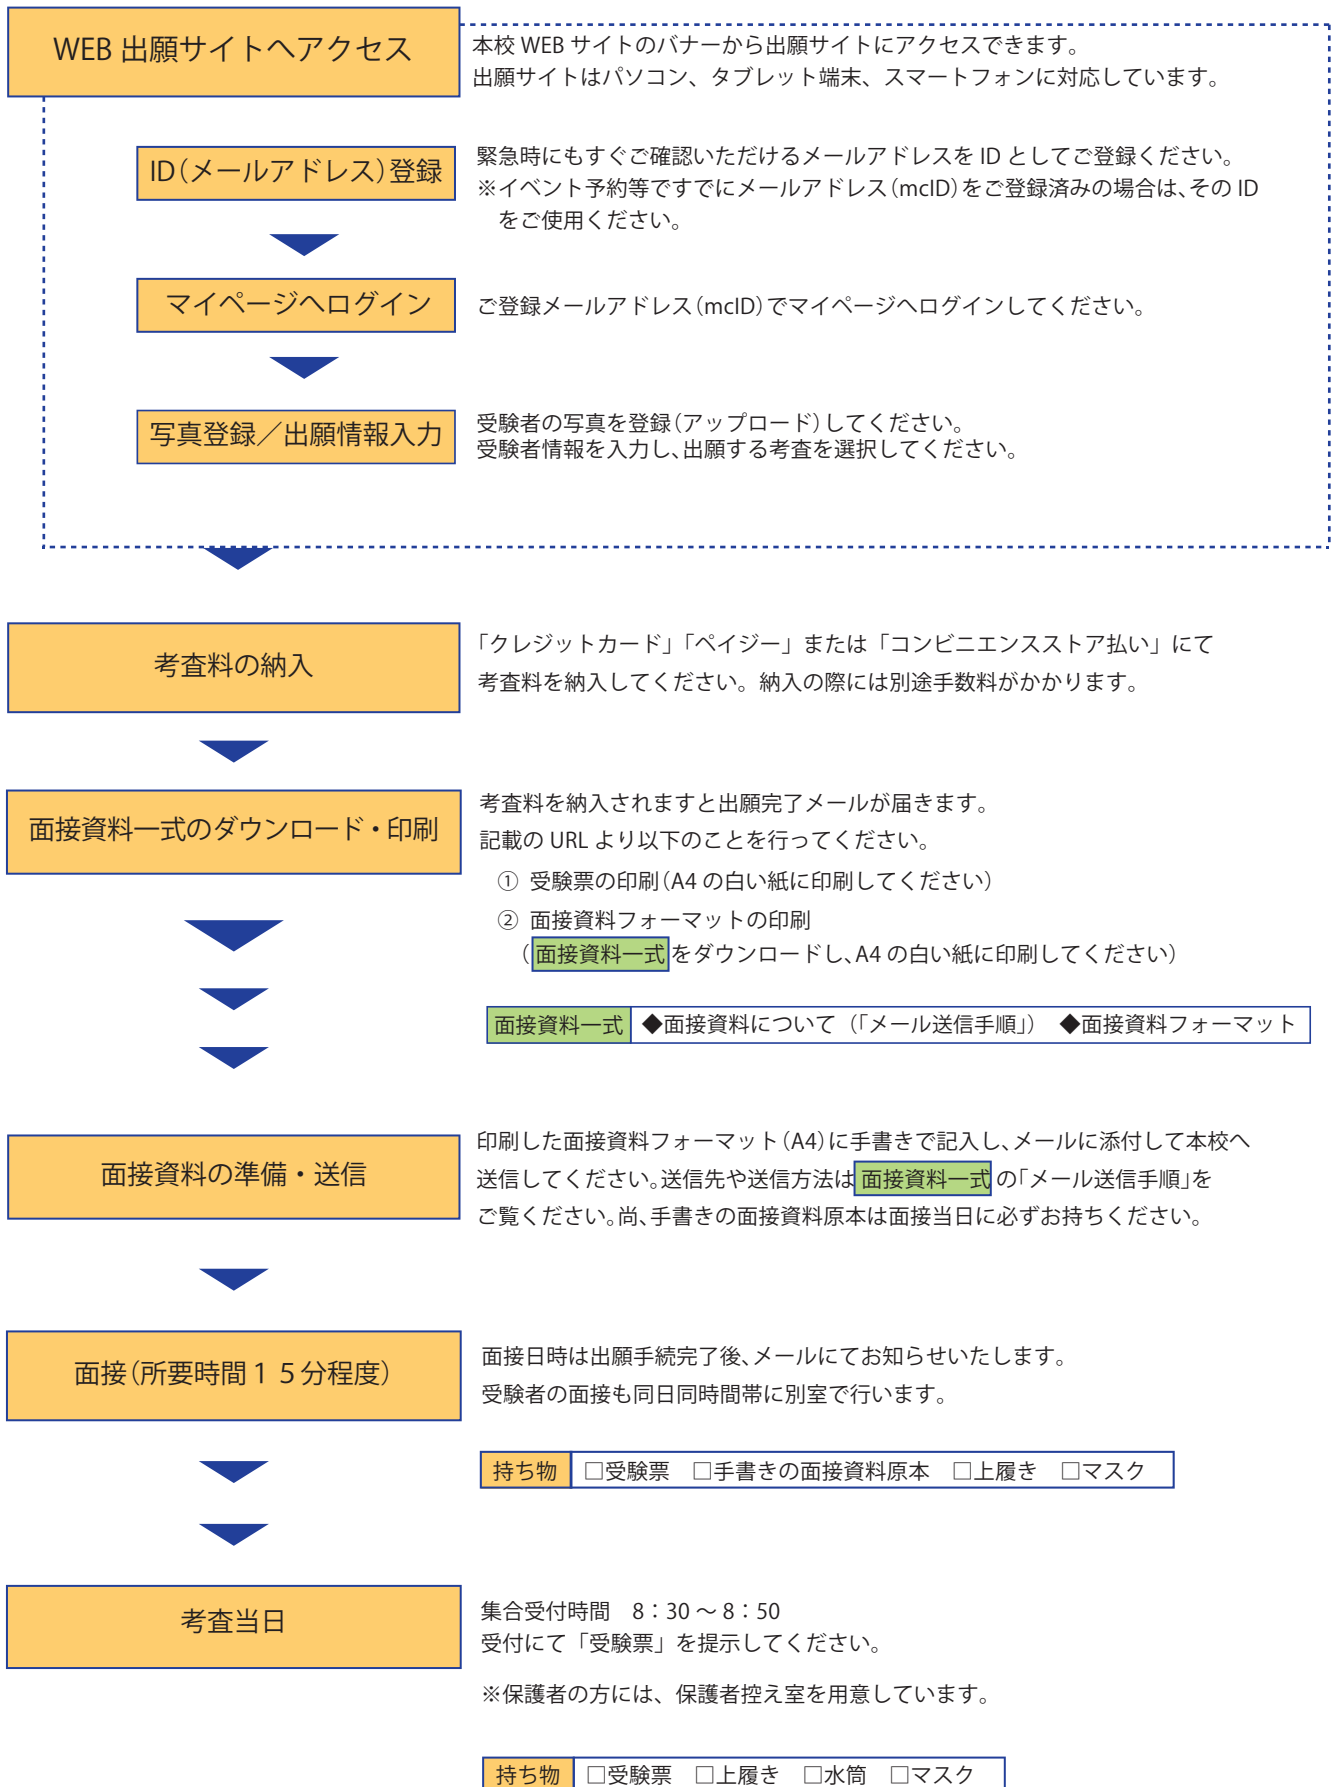 WEB 出願サイトへアクセス
本校 WEB サイトのバナーから出願サイトにアクセスできます。
出願サイトはパソコン、タブレット端末、スマートフォンに対応しています。
ID（メールアドレス）登録
緊急時にもすぐご確認いただけるメールアドレスを ID としてご登録ください。
※イベント予約等ですでにメールアドレス（mcID）をご登録済みの場合は、その ID
をご使用ください。
マイページへログイン
ご登録メールアドレス（mcID）でマイページへログインしてください。
写真登録／出願情報入力
受験者の写真を登録（アップロード）してください。
受験者情報を入力し、出願する考査を選択してください。
考査料の納入
「クレジットカード」「ペイジー」または「コンビニエンスストア払い」にて
考査料を納入してください。納入の際には別途手数料がかかります。
面接資料一式のダウンロード・印刷
考査料を納入されますと出願完了メールが届きます。
記載の URL より以下のことを行ってください。
① 受験票の印刷（A4 の白い紙に印刷してください）
② 面接資料フォーマットの印刷
（面接資料一式をダウンロードし、A4 の白い紙に印刷してください）
面接資料一式 ◆面接資料について（「メール送信手順」） ◆面接資料フォーマット
面接資料の準備・送信
印刷した面接資料フォーマット（A4）に手書きで記入し、メールに添付して本校へ
送信してください。送信先や送信方法は 面接資料一式 の「メール送信手順」を
ご覧ください。尚、手書きの面接資料原本は面接当日に必ずお持ちください。
面接（所要時間１５分程度）
面接日時は出願手続完了後、メールにてお知らせいたします。
受験者の面接も同日同時間帯に別室で行います。
持ち物 □受験票 □手書きの面接資料原本 □上履き □マスク
考査当日
集合受付時間 8：30 ～ 8：50
受付にて「受験票」を提示してください。
※保護者の方には、保護者控え室を用意しています。
持ち物 □受験票 □上履き □水筒 □マスク